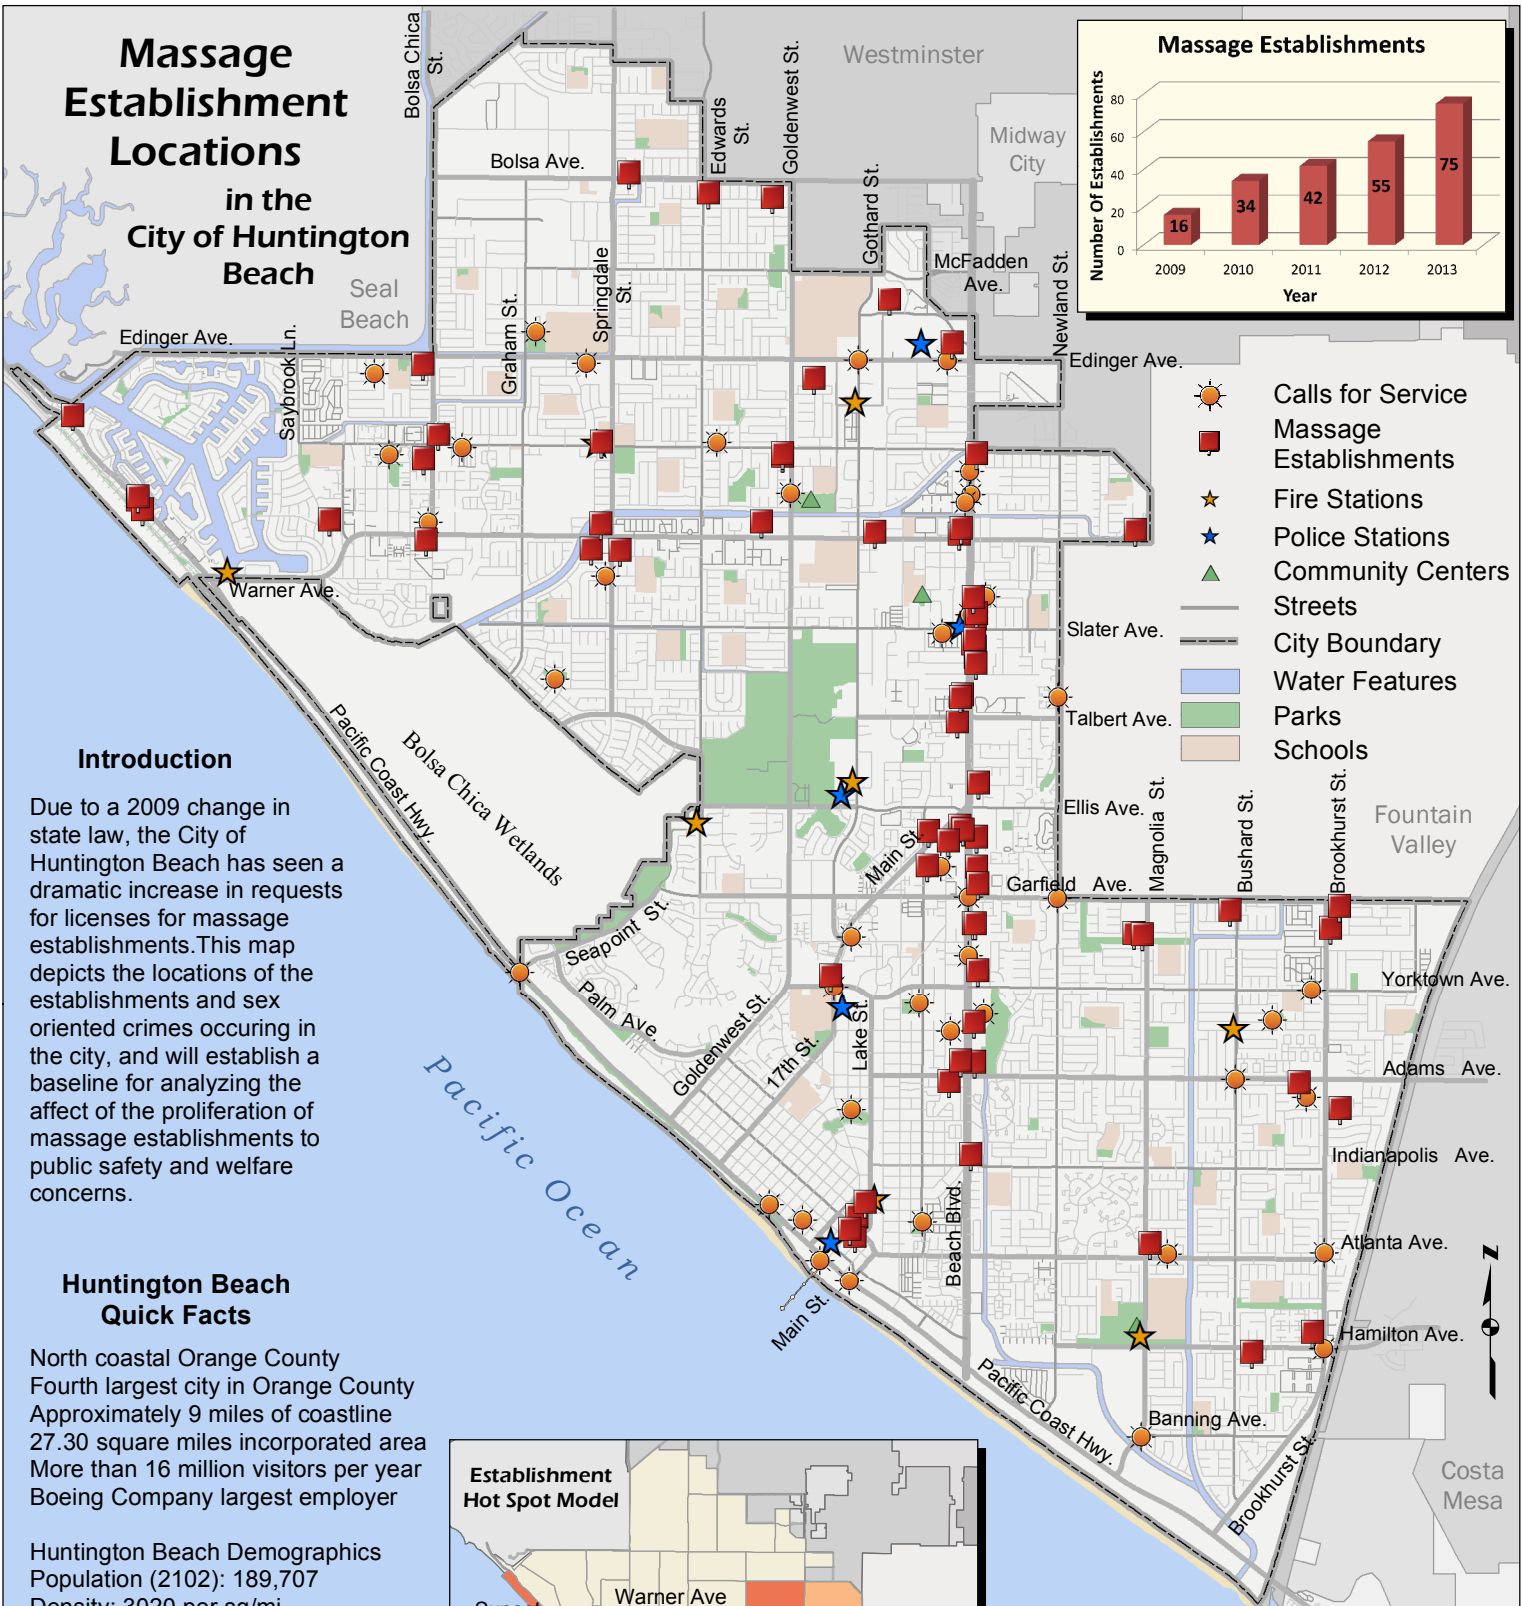 Massage
Establishment
Locations
in the
City of Huntington
Beach
Bolsa Chica
St.
Westminster
Midway
City
Massage Establishments
Number Of Establishments
80
60
40
20
0
16
34
42
55
75
2009
2010
2011
2012
2013
Year
Bolsa Ave.
Edwards
St.
Goldenwest St.
Gothard St.
McFadden
Ave.
Newland St.
Seal
Beach
Edinger Ave.
Saybrook Ln.
Graham St.
Springdale
St.
Edinger Ave.
Calls for Service
Massage
Establishments
Fire Stations
Police Stations
Community Centers
Streets
City Boundary
Water Features
Parks
Schools
Warner Ave.
Slater Ave.
Talbert Ave.
Ellis Ave.
Magnolia St.
Bushard St.
Brookhurst St.
Fountain
Valley
Pacific Coast Hwy.
Bolsa Chica Wetlands
Main St.
Garfield Ave.
Seapoint St.
Palm Ave.
Goldenwest St.
17th St.
Lake St.
Yorktown Ave.
Adams Ave.
Indianapolis Ave.
Beach Blvd.
Atlanta Ave.
Main St.
Hamilton Ave.
Pacific Coast Hwy.
Banning Ave.
Brookhurst St.
Costa
Mesa
Pacific Ocean
N
Introduction
Due to a 2009 change in
state law, the City of
Huntington Beach has seen a
dramatic increase in requests
for licenses for massage
establishments.This map
depicts the locations of the
establishments and sex
oriented crimes occuring in
the city, and will establish a
baseline for analyzing the
affect of the proliferation of
massage establishments to
public safety and welfare
concerns.
Huntington Beach
Quick Facts
North coastal Orange County
Fourth largest city in Orange County
Approximately 9 miles of coastline
27.30 square miles incorporated area
More than 16 million visitors per year
Boeing Company largest employer
Huntington Beach Demographics
Population (2102): 189,707
Density: 3020 per sq/mi
Establishment
Hot Spot Model
Warner Ave
Sunset